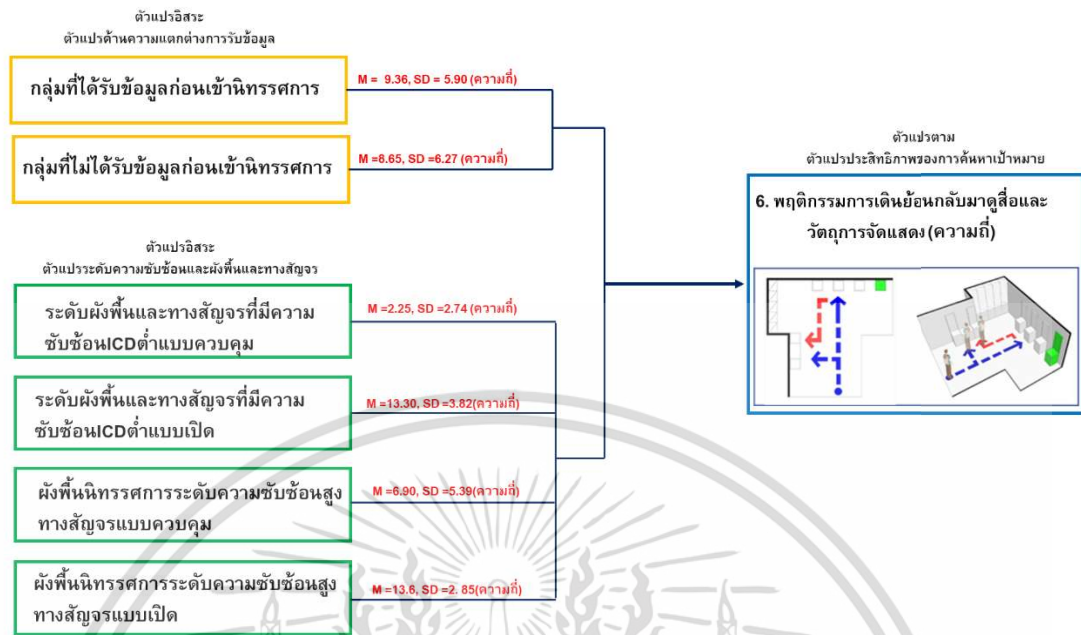 ตัวแปรอิสระ
ตัวแปรด้านความแตกต่างการรับข้อมูล
กลุ่มที่ได้รับข้อมูลก่อนเข้านิทรรศการ
M = 9.36, SD = 5.90 (ความถี่)
กลุ่มที่ไม่ได้รับข้อมูลก่อนเข้านิทรรศการ
M =8.65, SD =6.27 (ความถี่)
ตัวแปรอิสระ
ตัวแปรระดับความซับซ้อนและผังพื้นและทางสัญจร
ระดับผังพื้นและทางสัญจรที่มีความ
ซับซ้อนICDต่ำแบบควบคุม
M =2.25, SD =2.74 (ความถี่)
ระดับผังพื้นและทางสัญจรที่มีความ
ซับซ้อนICDต่ำแบบเปิด
M =13.30, SD =3.82(ความถี่)
ผังพื้นนิทรรศการระดับความซับซ้อนสูง
ทางสัญจรแบบควบคุม
M =6.90, SD =5.39(ความถี่)
ผังพื้นนิทรรศการระดับความซับซ้อนสูง
ทางสัญจรแบบเปิด
M =13.6, SD =2. 85(ความถี่)
ตัวแปรตาม
ตัวแปรประสิทธิภาพของการค้นหาเป้าหมาย
6. พฤติกรรมการเดินย้อนกลับมาดูสื่อและ
วัตถุการจัดแสดง (ความถี่)